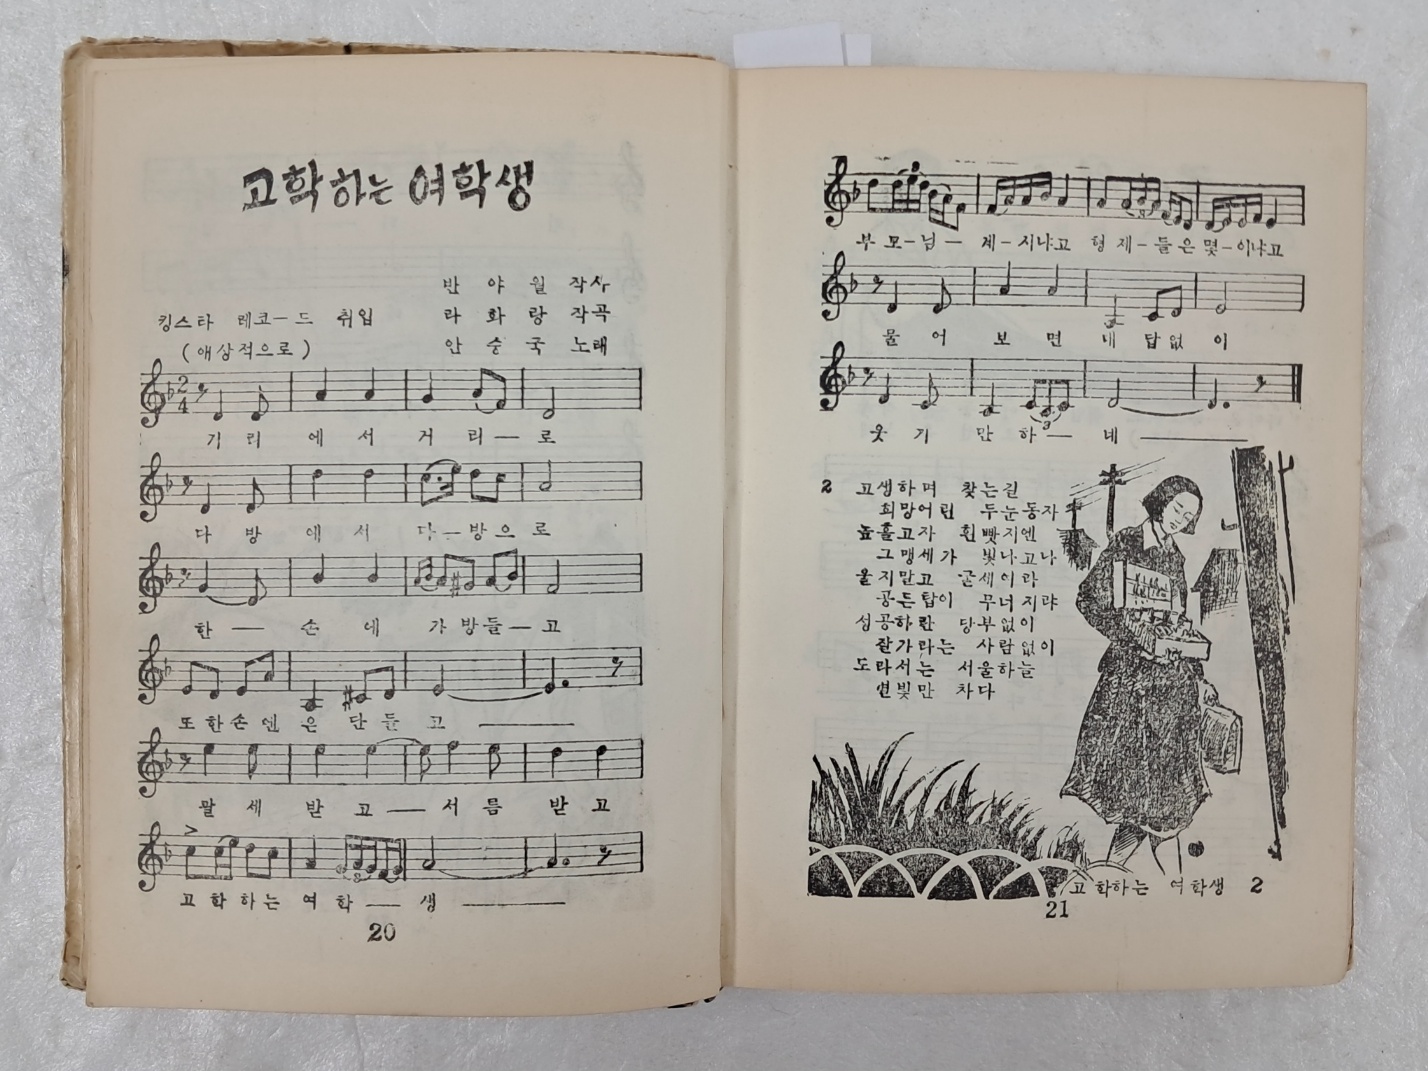 고학하는 여학생
반 야 월 작사
킹스타 레코-드 취입 라 화 랑 작곡
(애상적으로) 안 승 국 노래
2
4
기 리 에 서 거 리 — 로
다 방 에 서 다 — 방 으 로
한 — 손 에 가 방 들 — 고
또 한 손 엔 은 단 들 고 ———
괄 세 받 고 — 서 름 받 고
고 학 하 는 여 학 — 생 ———
20
3
부 모 - 님 — 계 - 시냐고 형 제 - 들 은 몇 - 이냐고
물 어 보 면 대 답 없 이
3
웃 기 만 하 — 네 ———
2 고생하며 찾는길
희망어린 두눈동자
높흘고자 흰뺏지엔
그맹세가 빛나고나
울지말고 굳세이라
공든탑이 무너지랴
성공하란 당부없이
잘가라는 사람없이
도라서는 서울하늘
별빛만 차다
고학하는 여학생 2
21